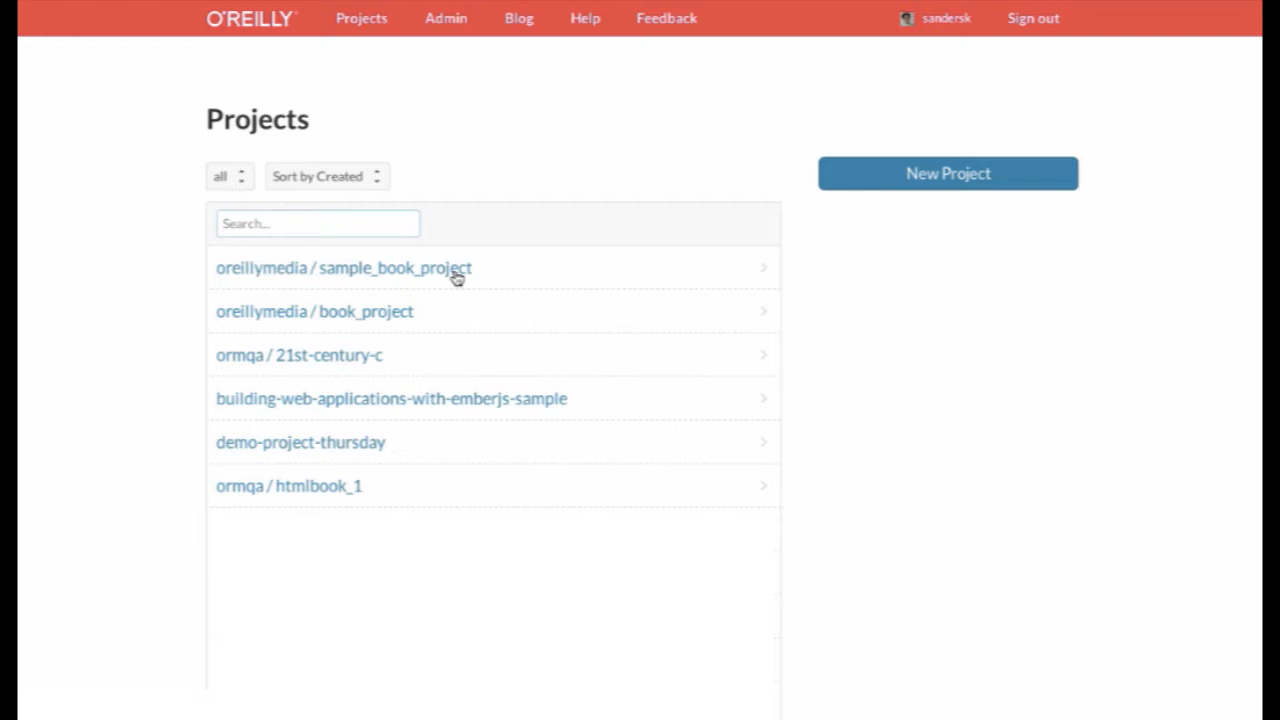 O'REILLY Projects Admin Blog Help Feedback sandersk Sign out
Projects
all Sort by Created
New Project
Search...
oreillymedia / sample_book_project
oreillymedia / book_project
ormqa / 21st-century-c
building-web-applications-with-emberjs-sample
demo-project-thursday
ormqa / htmlbook_1